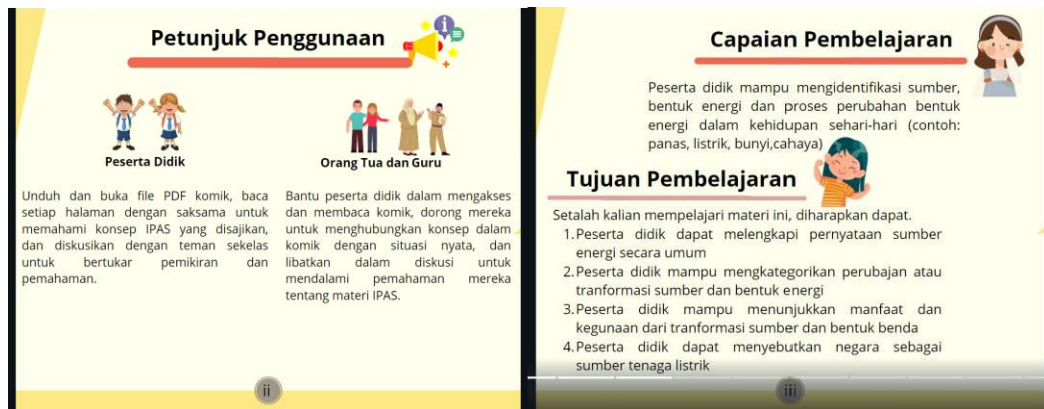 Petunjuk Penggunaan
Peserta Didik
Unduh dan buka file PDF komik, baca
setiap halaman dengan saksama untuk
memahami konsep IPAS yang disajikan,
dan diskusikan dengan teman sekelas
untuk bertukar pemikiran dan
pemahaman.
Orang Tua dan Guru
Bantu peserta didik dalam mengakses
dan membaca komik, dorong mereka
untuk menghubungkan konsep dalam
komik dengan situasi nyata, dan
libatkan dalam diskusi untuk
mendalami pemahaman mereka
tentang materi IPAS.
ii
Capaian Pembelajaran
Peserta didik mampu mengidentifikasi sumber,
bentuk energi dan proses perubahan bentuk
energi dalam kehidupan sehari-hari (contoh:
panas, listrik, bunyi,cahaya)
Tujuan Pembelajaran
Setalah kalian mempelajari materi ini, diharapkan dapat.
1.Peserta didik dapat melengkapi pernyataan sumber
energi secara umum
2.Peserta didik mampu mengkategorikan perubajan atau
tranformasi sumber dan bentuk energi
3.Peserta didik mampu menunjukkan manfaat dan
kegunaan dari tranformasi sumber dan bentuk benda
4.Peserta didik dapat menyebutkan negara sebagai
sumber tenaga listrik
iii